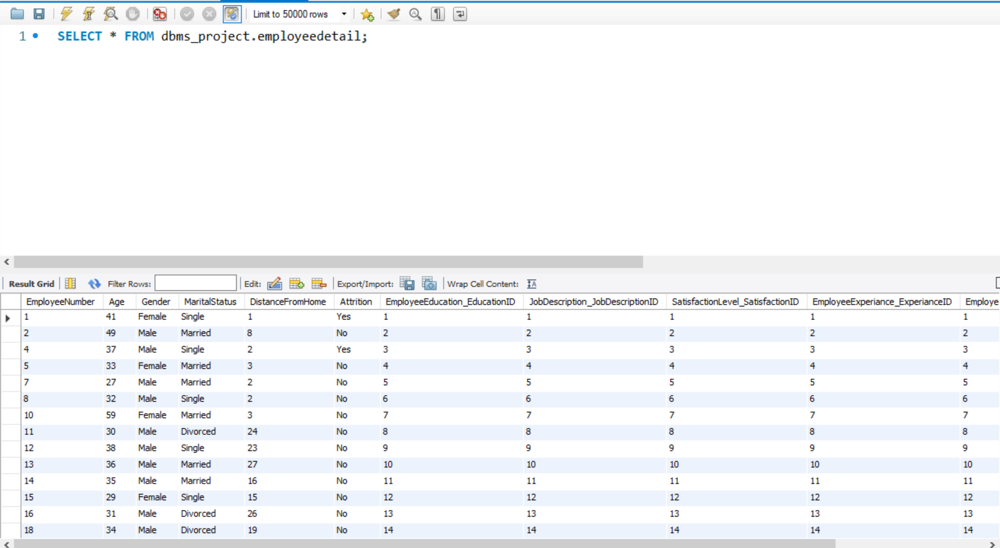 Limit to 50000 rows
1 SELECT * FROM dbms_project.employeedetail;
Result Grid Filter Rows: Edit: Export/Import: Wrap Cell Content:
EmployeeNumber Age Gender MaritalStatus DistanceFromHome Attrition EmployeeEducation_EducationID JobDescription_JobDescriptionID SatisfactionLevel_SatisfactionID EmployeeExperiance_ExperianceID Employe
1 41 Female Single 1 Yes 1 1 1 1 1
2 49 Male Married 8 No 2 2 2 2 2
4 37 Male Single 2 Yes 3 3 3 3 3
5 33 Female Married 3 No 4 4 4 4 4
7 27 Male Married 2 No 5 5 5 5 5
8 32 Male Single 2 No 6 6 6 6 6
10 59 Female Married 3 No 7 7 7 7 7
11 30 Male Divorced 24 No 8 8 8 8 8
12 38 Male Single 23 No 9 9 9 9 9
13 36 Male Married 27 No 10 10 10 10 10
14 35 Male Married 16 No 11 11 11 11 11
15 29 Female Single 15 No 12 12 12 12 12
16 31 Male Divorced 26 No 13 13 13 13 13
18 34 Male Divorced 19 No 14 14 14 14 14